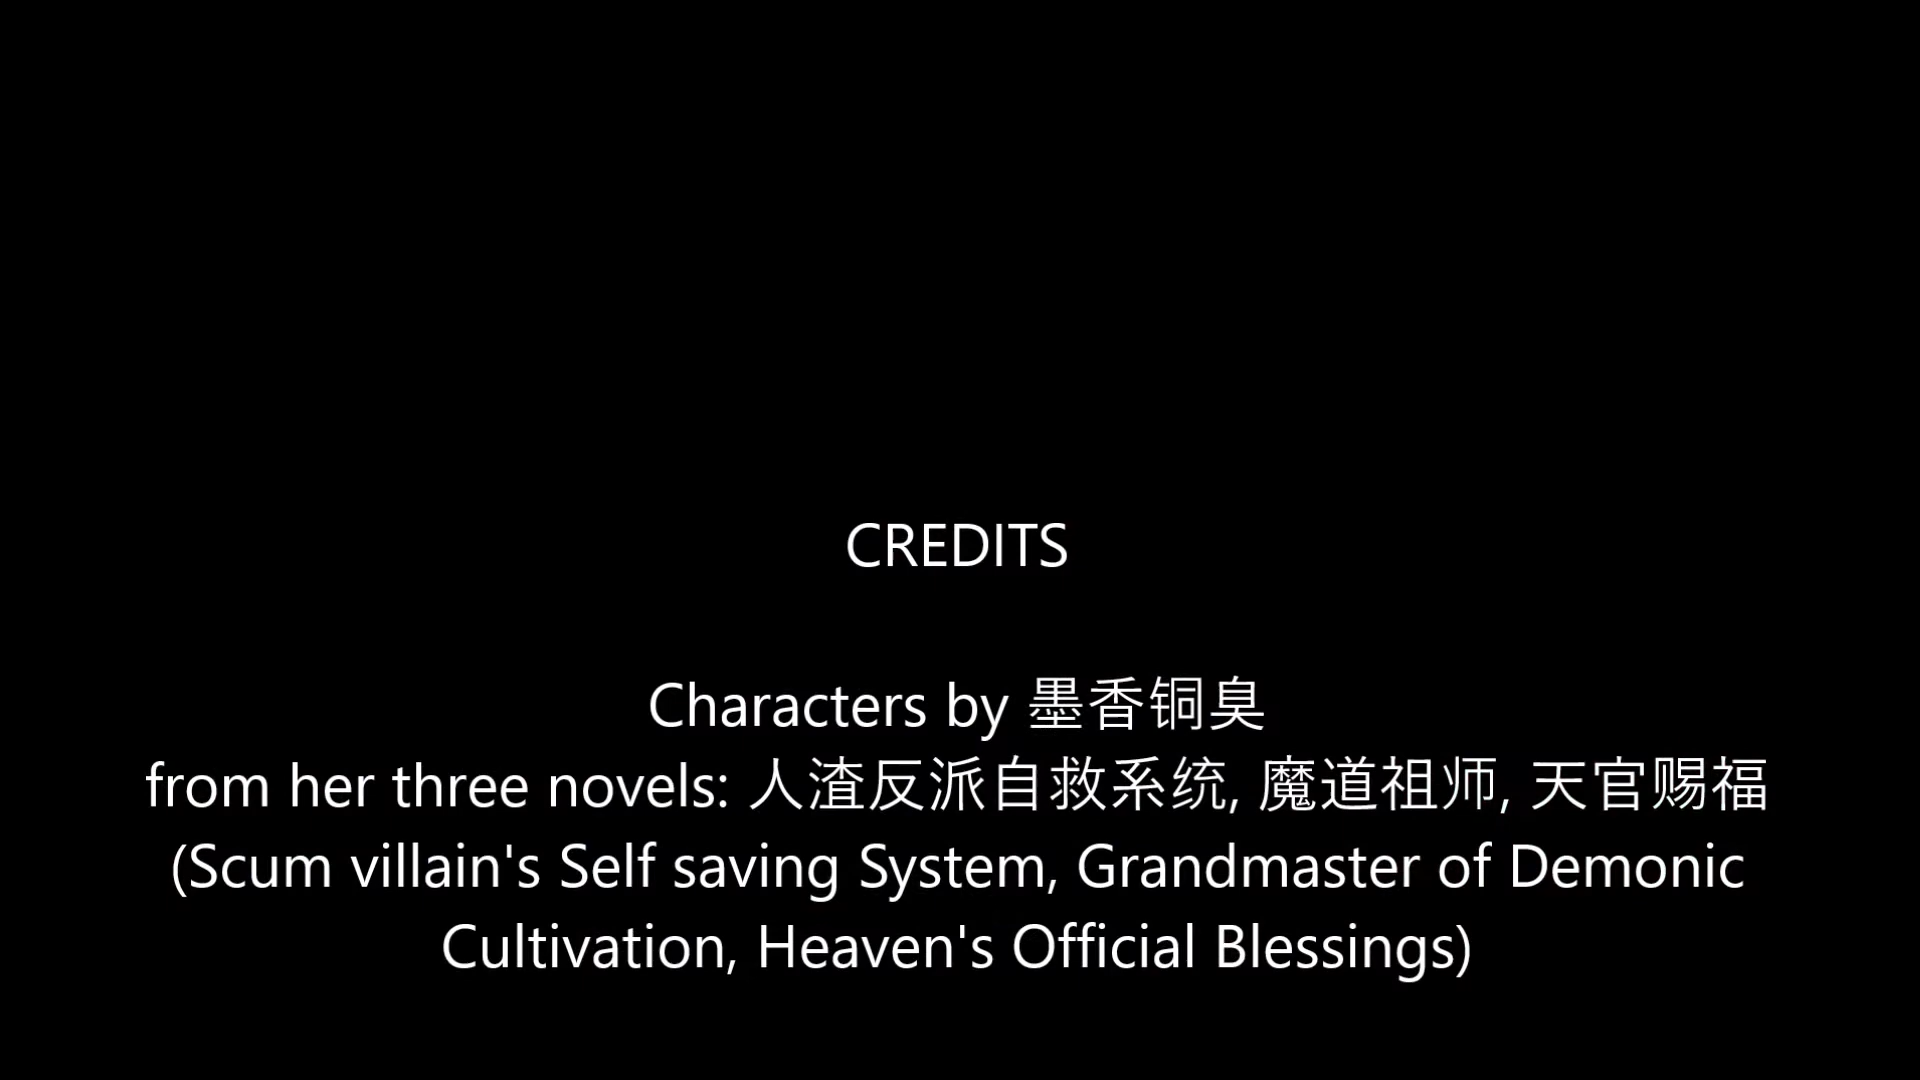 CREDITS
Characters by 墨香铜臭
from her three novels: 人渣反派自救系统, 魔道祖师, 天官赐福
(Scum villain's Self saving System, Grandmaster of Demonic
Cultivation, Heaven's Official Blessings)